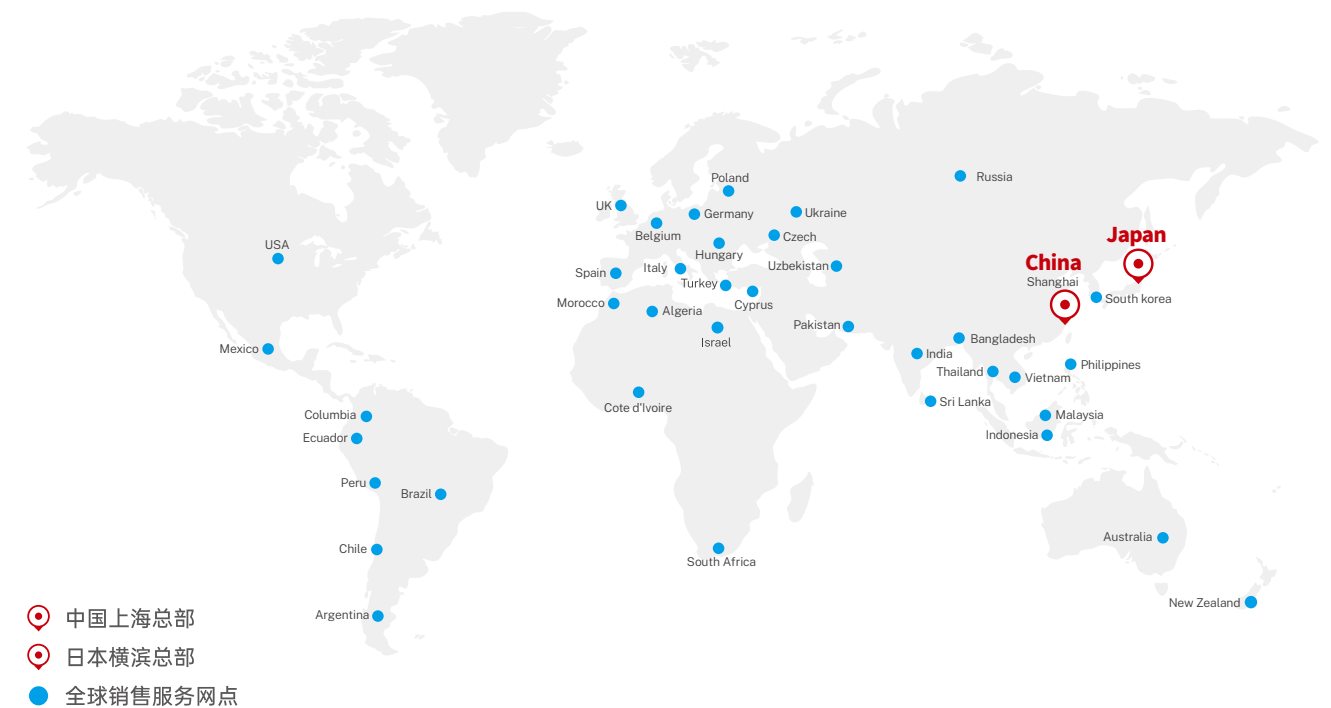 Poland
Russia
UK
Germany
Ukraine
Belgium
Czech
Japan
USA
Hungary
China
Italy
Uzbekistan
Spain
Turkey
Shanghai
South korea
Morocco
Cyprus
Algeria
Pakistan
Israel
Bangladesh
Mexico
India
Philippines
Thailand
Vietnam
Cote d'Ivoire
Sri Lanka
Columbia
Malaysia
Ecuador
Indonesia
Peru
Brazil
Australia
Chile
South Africa
New Zealand
Argentina
中国上海总部
日本横滨总部
全球销售服务网点